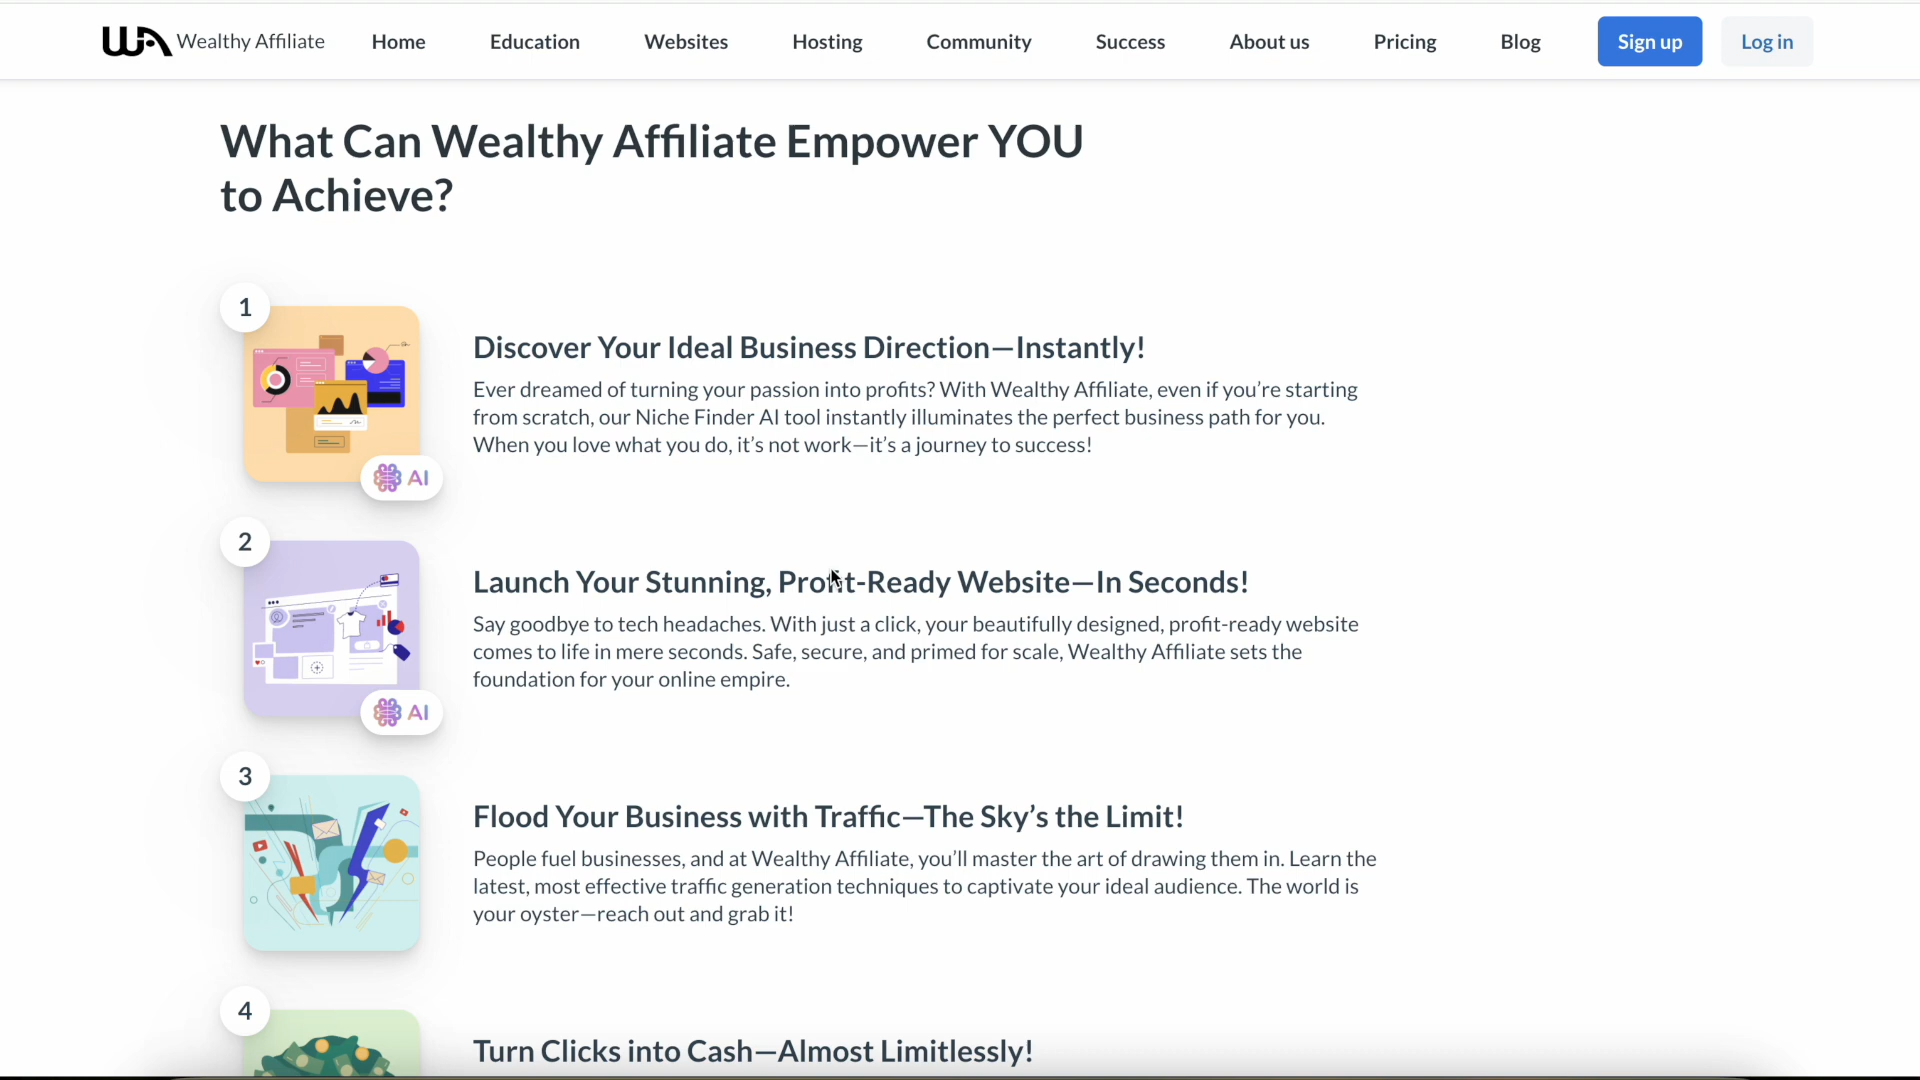 WA Wealthy Affiliate Home Education Websites Hosting Community Success About us Pricing Blog Sign up Log in
What Can Wealthy Affiliate Empower YOU
to Achieve?
1
Discover Your Ideal Business Direction—Instantly!
Ever dreamed of turning your passion into profits? With Wealthy Affiliate, even if you’re starting
from scratch, our Niche Finder AI tool instantly illuminates the perfect business path for you.
When you love what you do, it’s not work—it’s a journey to success!
AI
2
Launch Your Stunning, Profit-Ready Website—In Seconds!
Say goodbye to tech headaches. With just a click, your beautifully designed, profit-ready website
comes to life in mere seconds. Safe, secure, and primed for scale, Wealthy Affiliate sets the
foundation for your online empire.
AI
3
Flood Your Business with Traffic—The Sky’s the Limit!
People fuel businesses, and at Wealthy Affiliate, you’ll master the art of drawing them in. Learn the
latest, most effective traffic generation techniques to captivate your ideal audience. The world is
your oyster—reach out and grab it!
4
Turn Clicks into Cash—Almost Limitlessly!